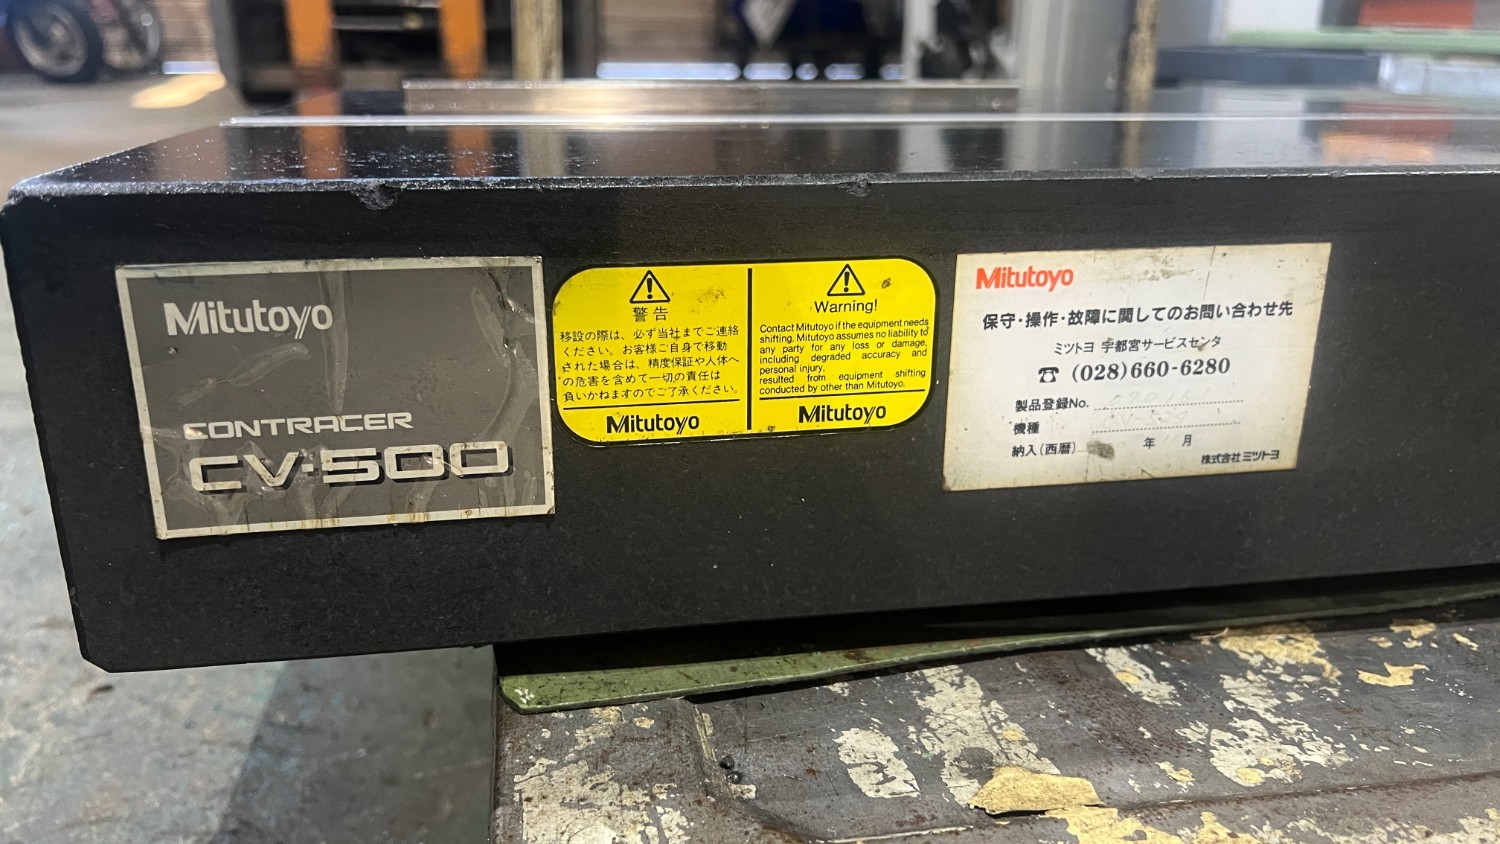 Mitutoyo
CONTRACER
CV-500
警告
移設の際は、必ず当社までご連絡
ください。お客様ご自身で移動
された場合は、精度保証や人体へ
の危害を含めて一切の責任は
負いかねますのでご了承ください。
Mitutoyo
Warning!
Contact Mitutoyo if the equipment needs
shifting. Mitutoyo assumes no liability to
any party for any loss or damage,
including degraded accuracy and
personal injury,
resulted from equipment shifting
conducted by other than Mitutoyo.
Mitutoyo
Mitutoyo
保守・操作・故障に関してのお問い合わせ先
ミツトヨ 宇都宮サービスセンタ
☎ (028)660-6280
製品登録No.
機種
納入(西暦) 年 月
株式会社 ミツトヨ